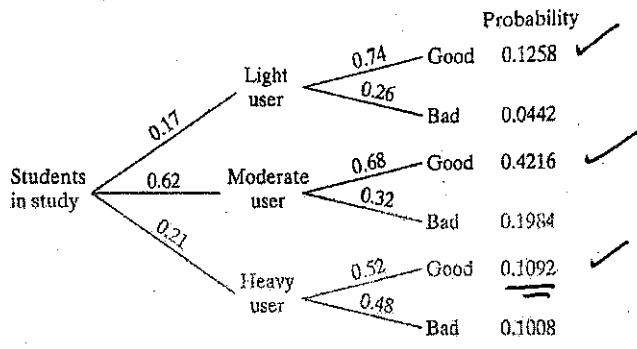 Probability
0.74 Good 0.1258
Light user
0.26 Bad 0.0442
0.17
0.68 Good 0.4216
Students in study
0.62 Moderate user
0.32 Bad 0.1984
0.21
0.52 Good 0.1092
Heavy user
0.48 Bad 0.1008